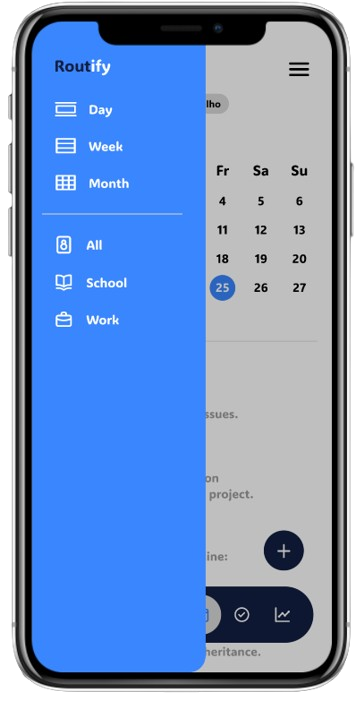 Routify
Day
Week
Month
All
School
Work
lho
Fr Sa Su
4 5 6
11 12 13
18 19 20
25 26 27
ssues.
on
project.
ine:
heritance.